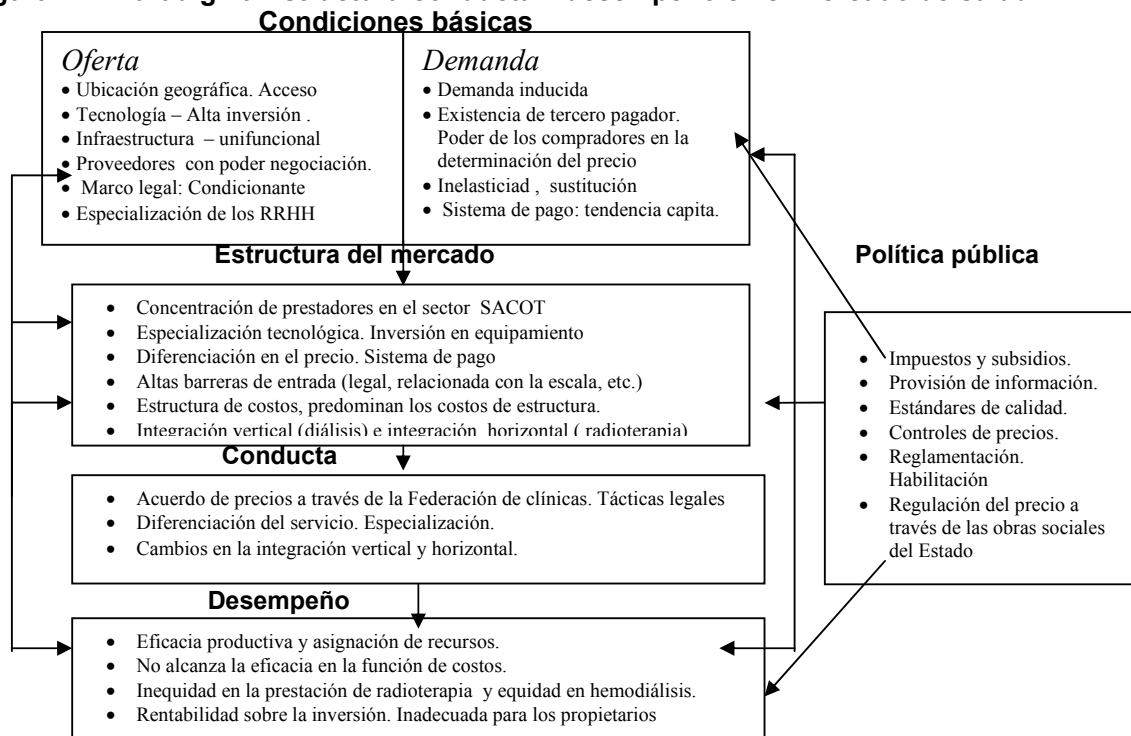 Condiciones básicas
Oferta
• Ubicación geográfica. Acceso
• Tecnología – Alta inversión .
• Infraestructura – unifuncional
• Proveedores con poder negociación.
• Marco legal: Condicionante
• Especialización de los RRHH
Demanda
• Demanda inducida
• Existencia de tercero pagador.
Poder de los compradores en la
determinación del precio
• Inelasticiad , sustitución
• Sistema de pago: tendencia capita.
Estructura del mercado
• Concentración de prestadores en el sector SACOT
• Especialización tecnológica. Inversión en equipamiento
• Diferenciación en el precio. Sistema de pago
• Altas barreras de entrada (legal, relacionada con la escala, etc.)
• Estructura de costos, predominan los costos de estructura.
• Integración vertical (diálisis) e integración horizontal ( radioterapia)
Conducta
• Acuerdo de precios a través de la Federación de clínicas. Tácticas legales
• Diferenciación del servicio. Especialización.
• Cambios en la integración vertical y horizontal.
Desempeño
• Eficacia productiva y asignación de recursos.
• No alcanza la eficacia en la función de costos.
• Inequidad en la prestación de radioterapia y equidad en hemodiálisis.
• Rentabilidad sobre la inversión. Inadecuada para los propietarios
Política pública
• Impuestos y subsidios.
• Provisión de información.
• Estándares de calidad.
• Controles de precios.
• Reglamentación.
Habilitación
• Regulación del precio a
través de las obras sociales
del Estado